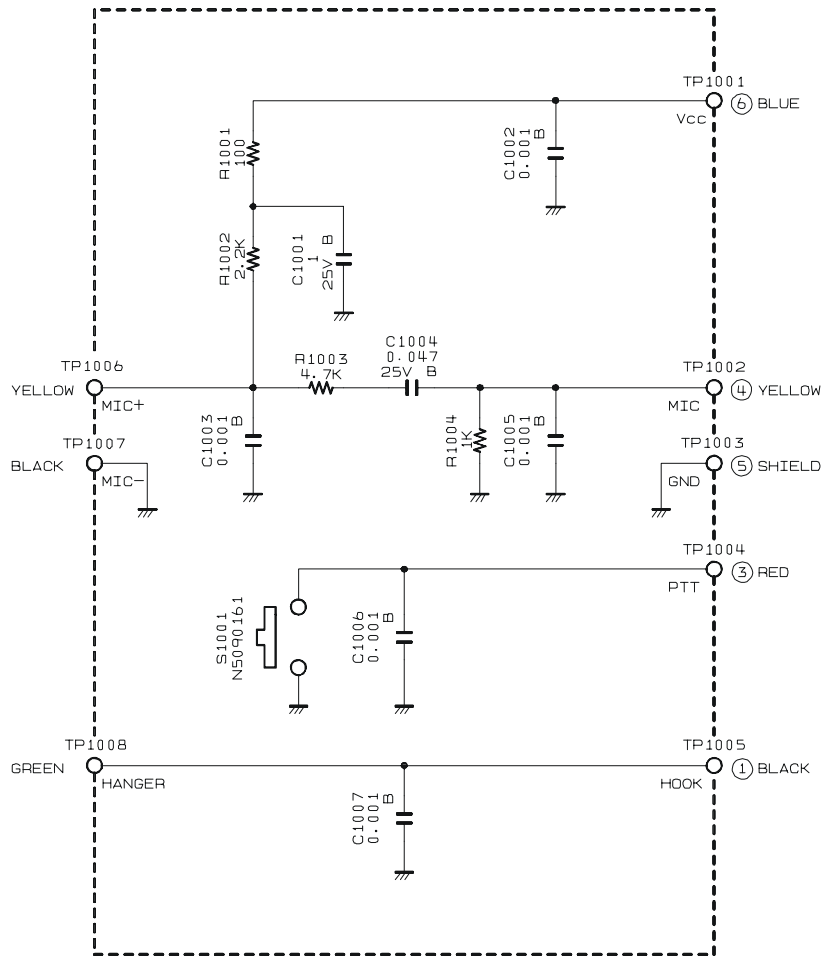 TP1001
6 BLUE
Vcc
R1001
100
C1002
0.001
B
R1002
2.2K
C1001
1
25V
B
TP1006
YELLOW
MIC+
R1003
4.7K
C1004
0.047
25V B
TP1002
4 YELLOW
MIC
C1003
0.001
B
R1004
1K
C1005
0.001
B
TP1007
BLACK
MIC−
TP1003
5 SHIELD
GND
TP1004
3 RED
PTT
S1001
N5090161
C1006
0.001
B
TP1008
GREEN
HANGER
TP1005
1 BLACK
HOOK
C1007
0.001
B